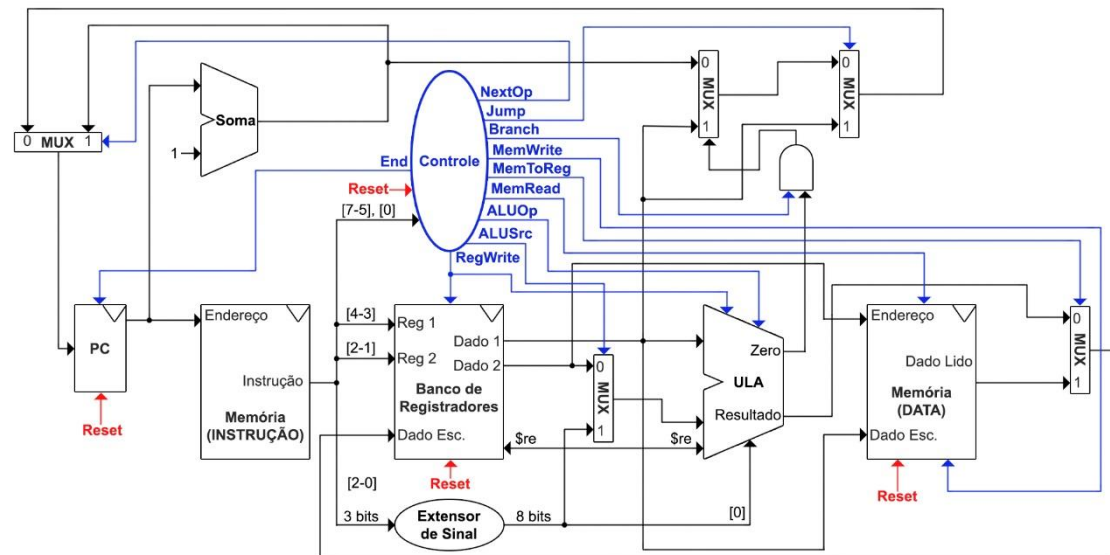 NextOp
Jump
Branch
MemWrite
MemToReg
MemRead
ALUOp
ALUSrc
RegWrite
Controle
End
Reset
[7-5], [0]
0 MUX 1
Soma
1
0
MUX
1
0
MUX
1
PC
Reset
Endereço
Instrução
Memória
(INSTRUÇÃO)
[4-3]
[2-1]
[2-0]
3 bits
Reg 1
Reg 2
Dado 1
Dado 2
Banco de
Registradores
Dado Esc.
Reset
Extensor
de Sinal
8 bits
0
MUX
1
$re
$re
[0]
Zero
ULA
Resultado
Endereço
Dado Lido
Memória
(DATA)
Dado Esc.
Reset
0
MUX
1